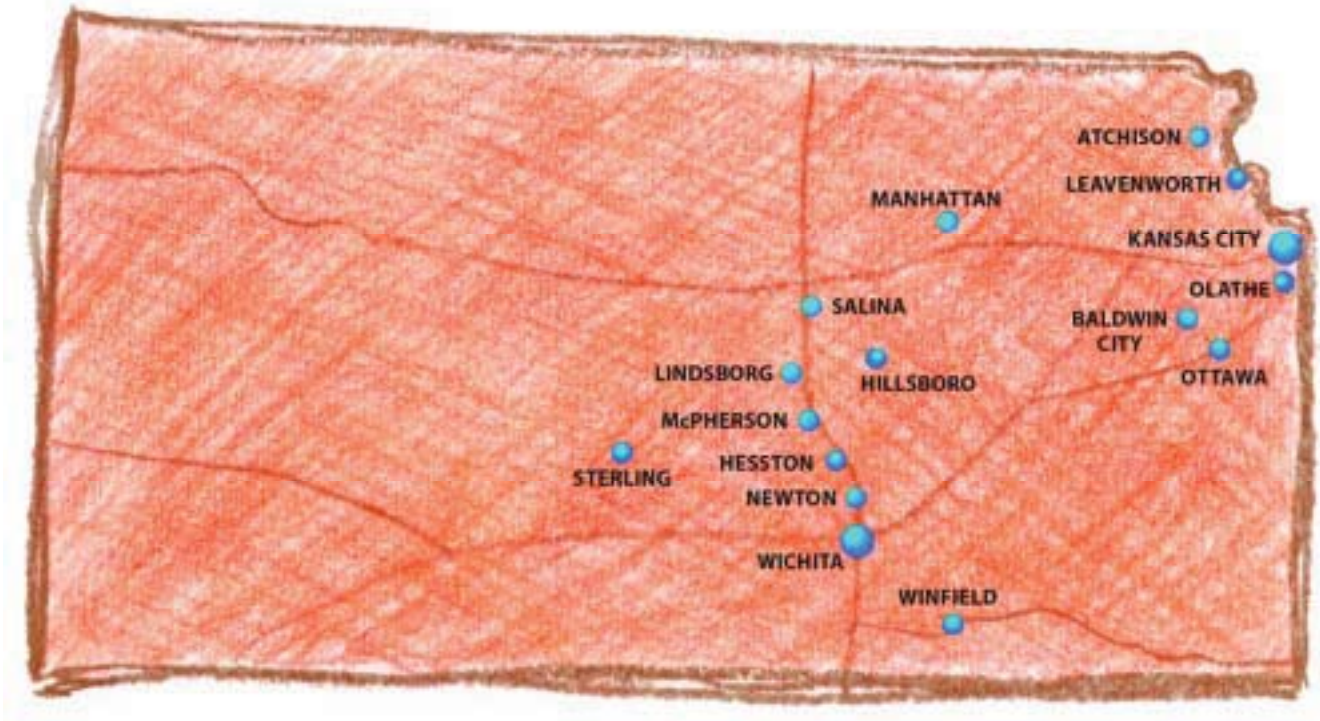 ATCHISON
LEAVENWORTH
MANHATTAN
KANSAS CITY
OLATHE
SALINA
BALDWIN
CITY
OTTAWA
LINDSBORG
HILLSBORO
McPHERSON
HESSTON
STERLING
NEWTON
WICHITA
WINFIELD